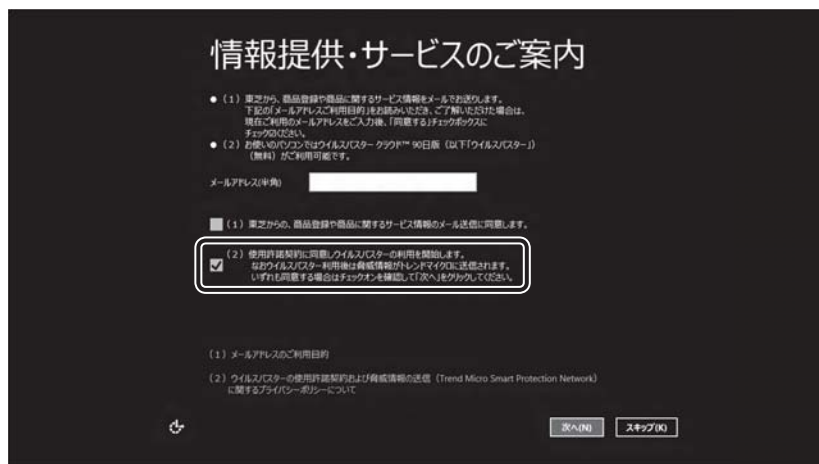 情報提供・サービスのご案内
● (1) 東芝から、商品登録や商品に関するサービス情報をメールでお送りします。
下記の「メールアドレスご利用目的」をお読みいただき、ご了解いただけた場合は、
現在ご利用のメールアドレスをご入力後、「同意する」チェックボックスに
チェックください。
● (2) お使いのパソコンではウイルスバスター クラウド™ 90日版 (以下「ウイルスバスター」)
(無料) がご利用可能です。
メールアドレス(半角)
(1) 東芝からの、商品登録や商品に関するサービス情報のメール送信に同意します。
(2) 使用許諾契約に同意しウイルスバスターの利用を開始します。
なおウイルスバスター利用後は脅威情報がトレンドマイクロに送信されます。
いずれも同意する場合はチェックオンを確認して「次へ」をクリックしてください。
(1) メールアドレスのご利用目的
(2) ウイルスバスターの使用許諾契約および脅威情報の送信 (Trend Micro Smart Protection Network)
に関するプライバシーポリシーについて
次へ(N) スキップ(K)